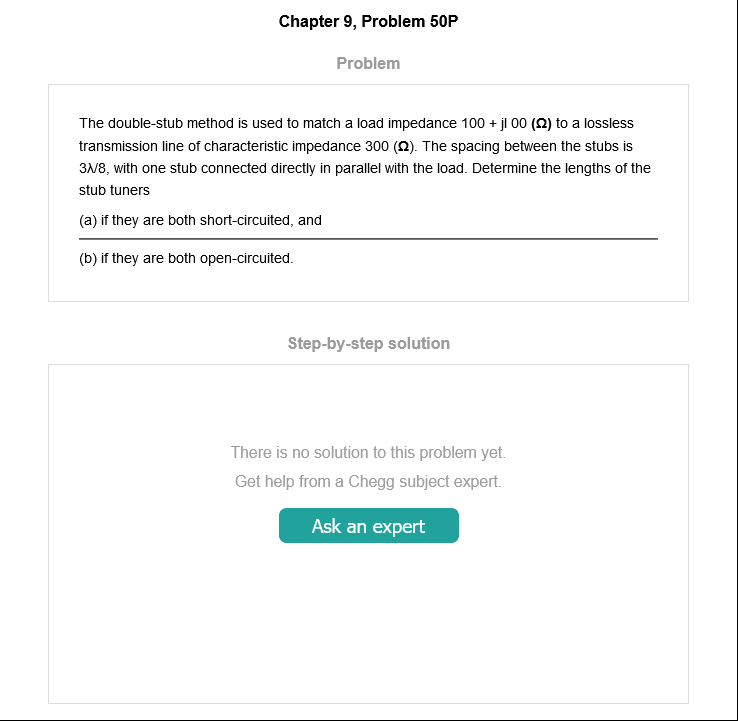 Chapter 9, Problem 50P
Problem
The double-stub method is used to match a load impedance 100 + jl 00 (Ω) to a lossless
transmission line of characteristic impedance 300 (Ω). The spacing between the stubs is
3λ/8, with one stub connected directly in parallel with the load. Determine the lengths of the
stub tuners
(a) if they are both short-circuited, and
(b) if they are both open-circuited.
Step-by-step solution
There is no solution to this problem yet.
Get help from a Chegg subject expert.
Ask an expert